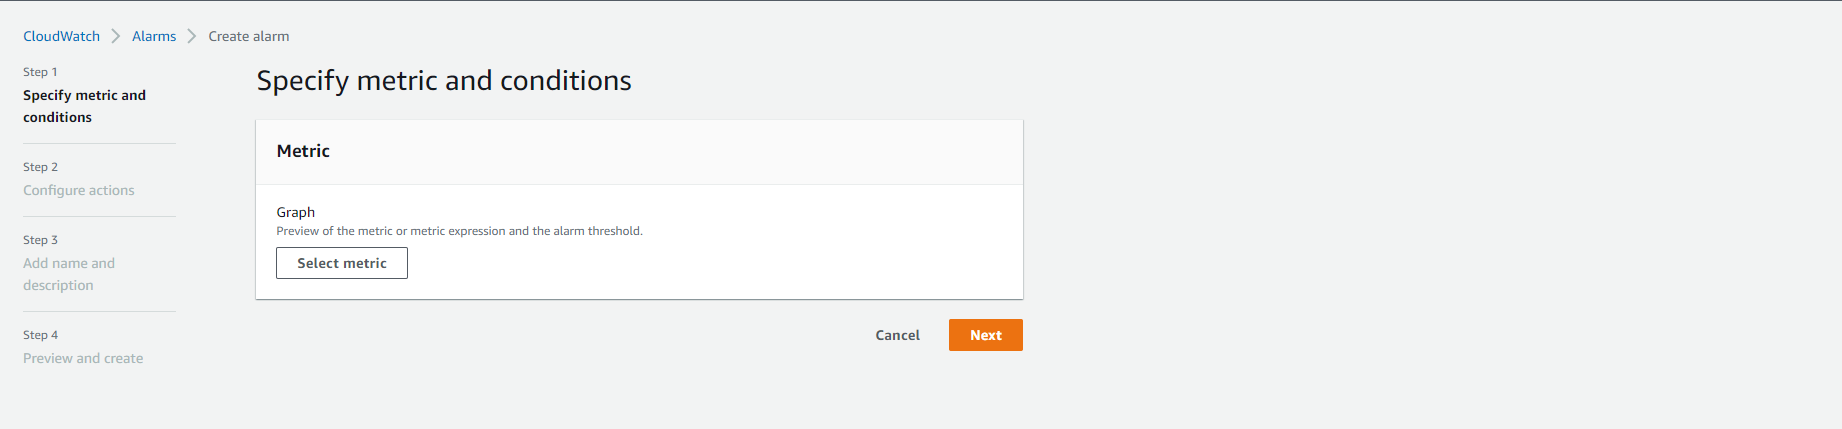 CloudWatch > Alarms > Create alarm
Step 1
Specify metric and
conditions
Step 2
Configure actions
Step 3
Add name and
description
Step 4
Preview and create
Specify metric and conditions
Metric
Graph
Preview of the metric or metric expression and the alarm threshold.
Select metric
Cancel Next